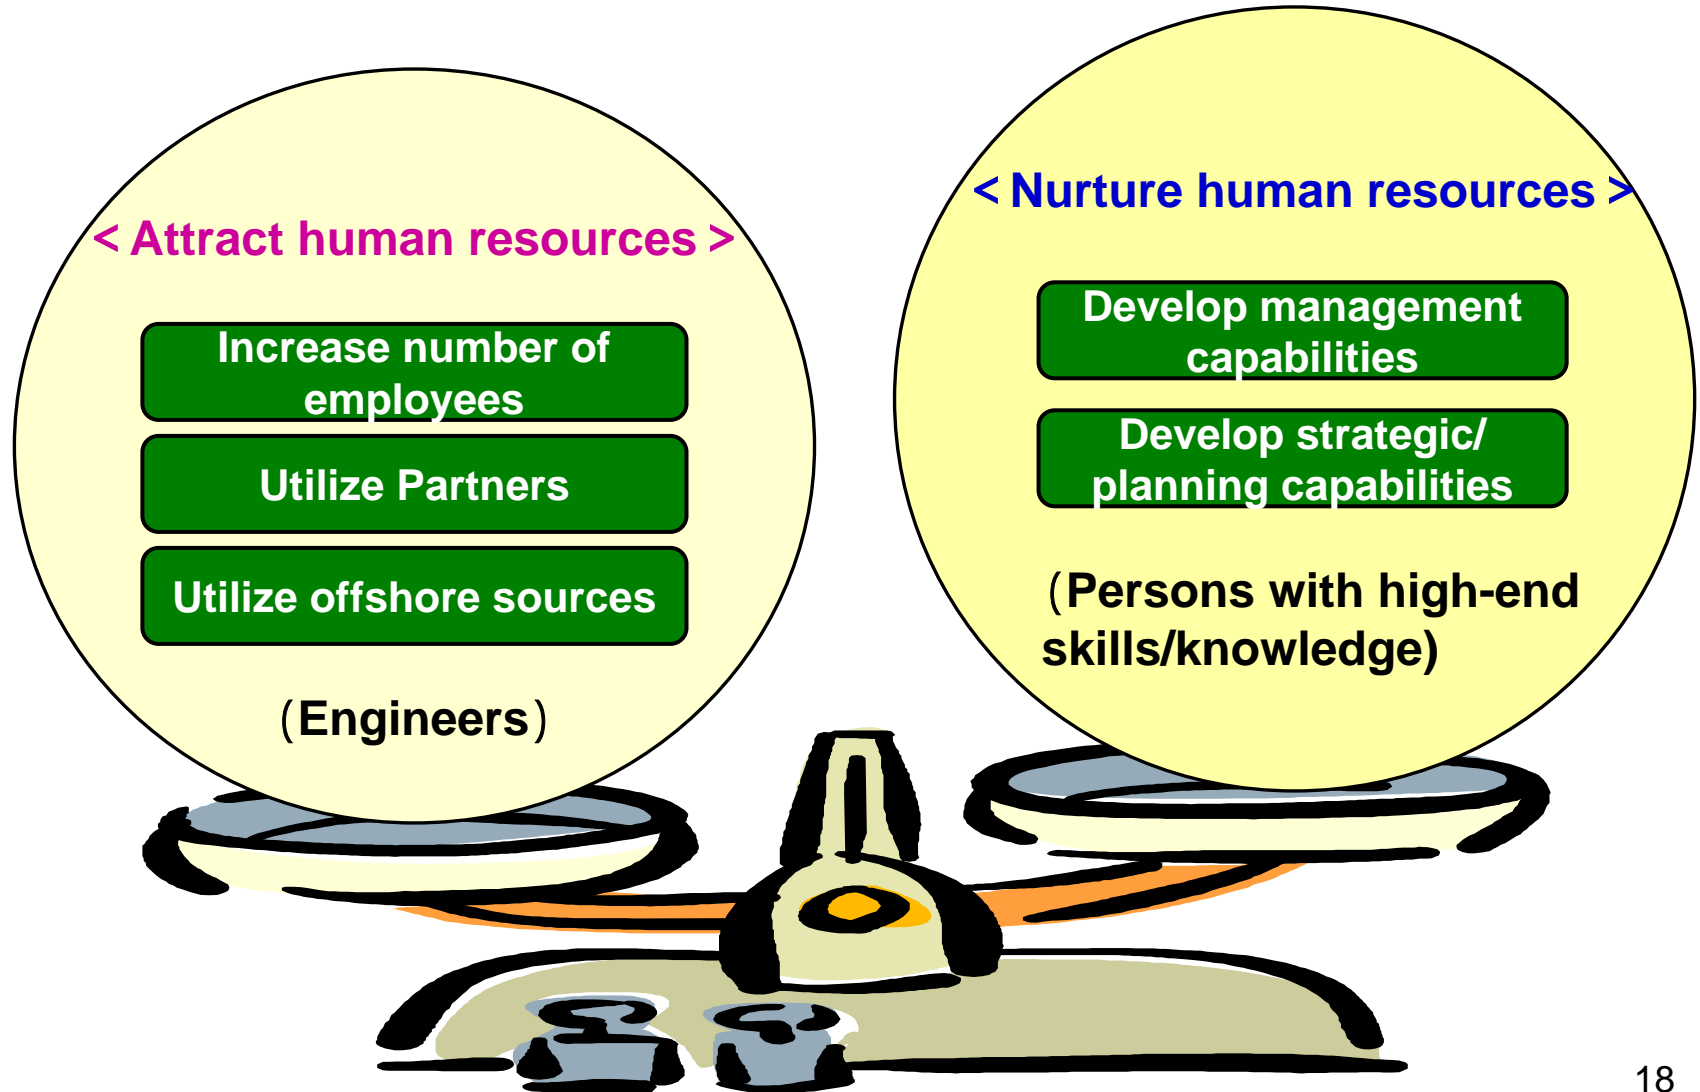 < Attract human resources >
Increase number of
employees
Utilize Partners
Utilize offshore sources
（Engineers）
< Nurture human resources >
Develop management
capabilities
Develop strategic/
planning capabilities
（Persons with high-end
skills/knowledge)
18